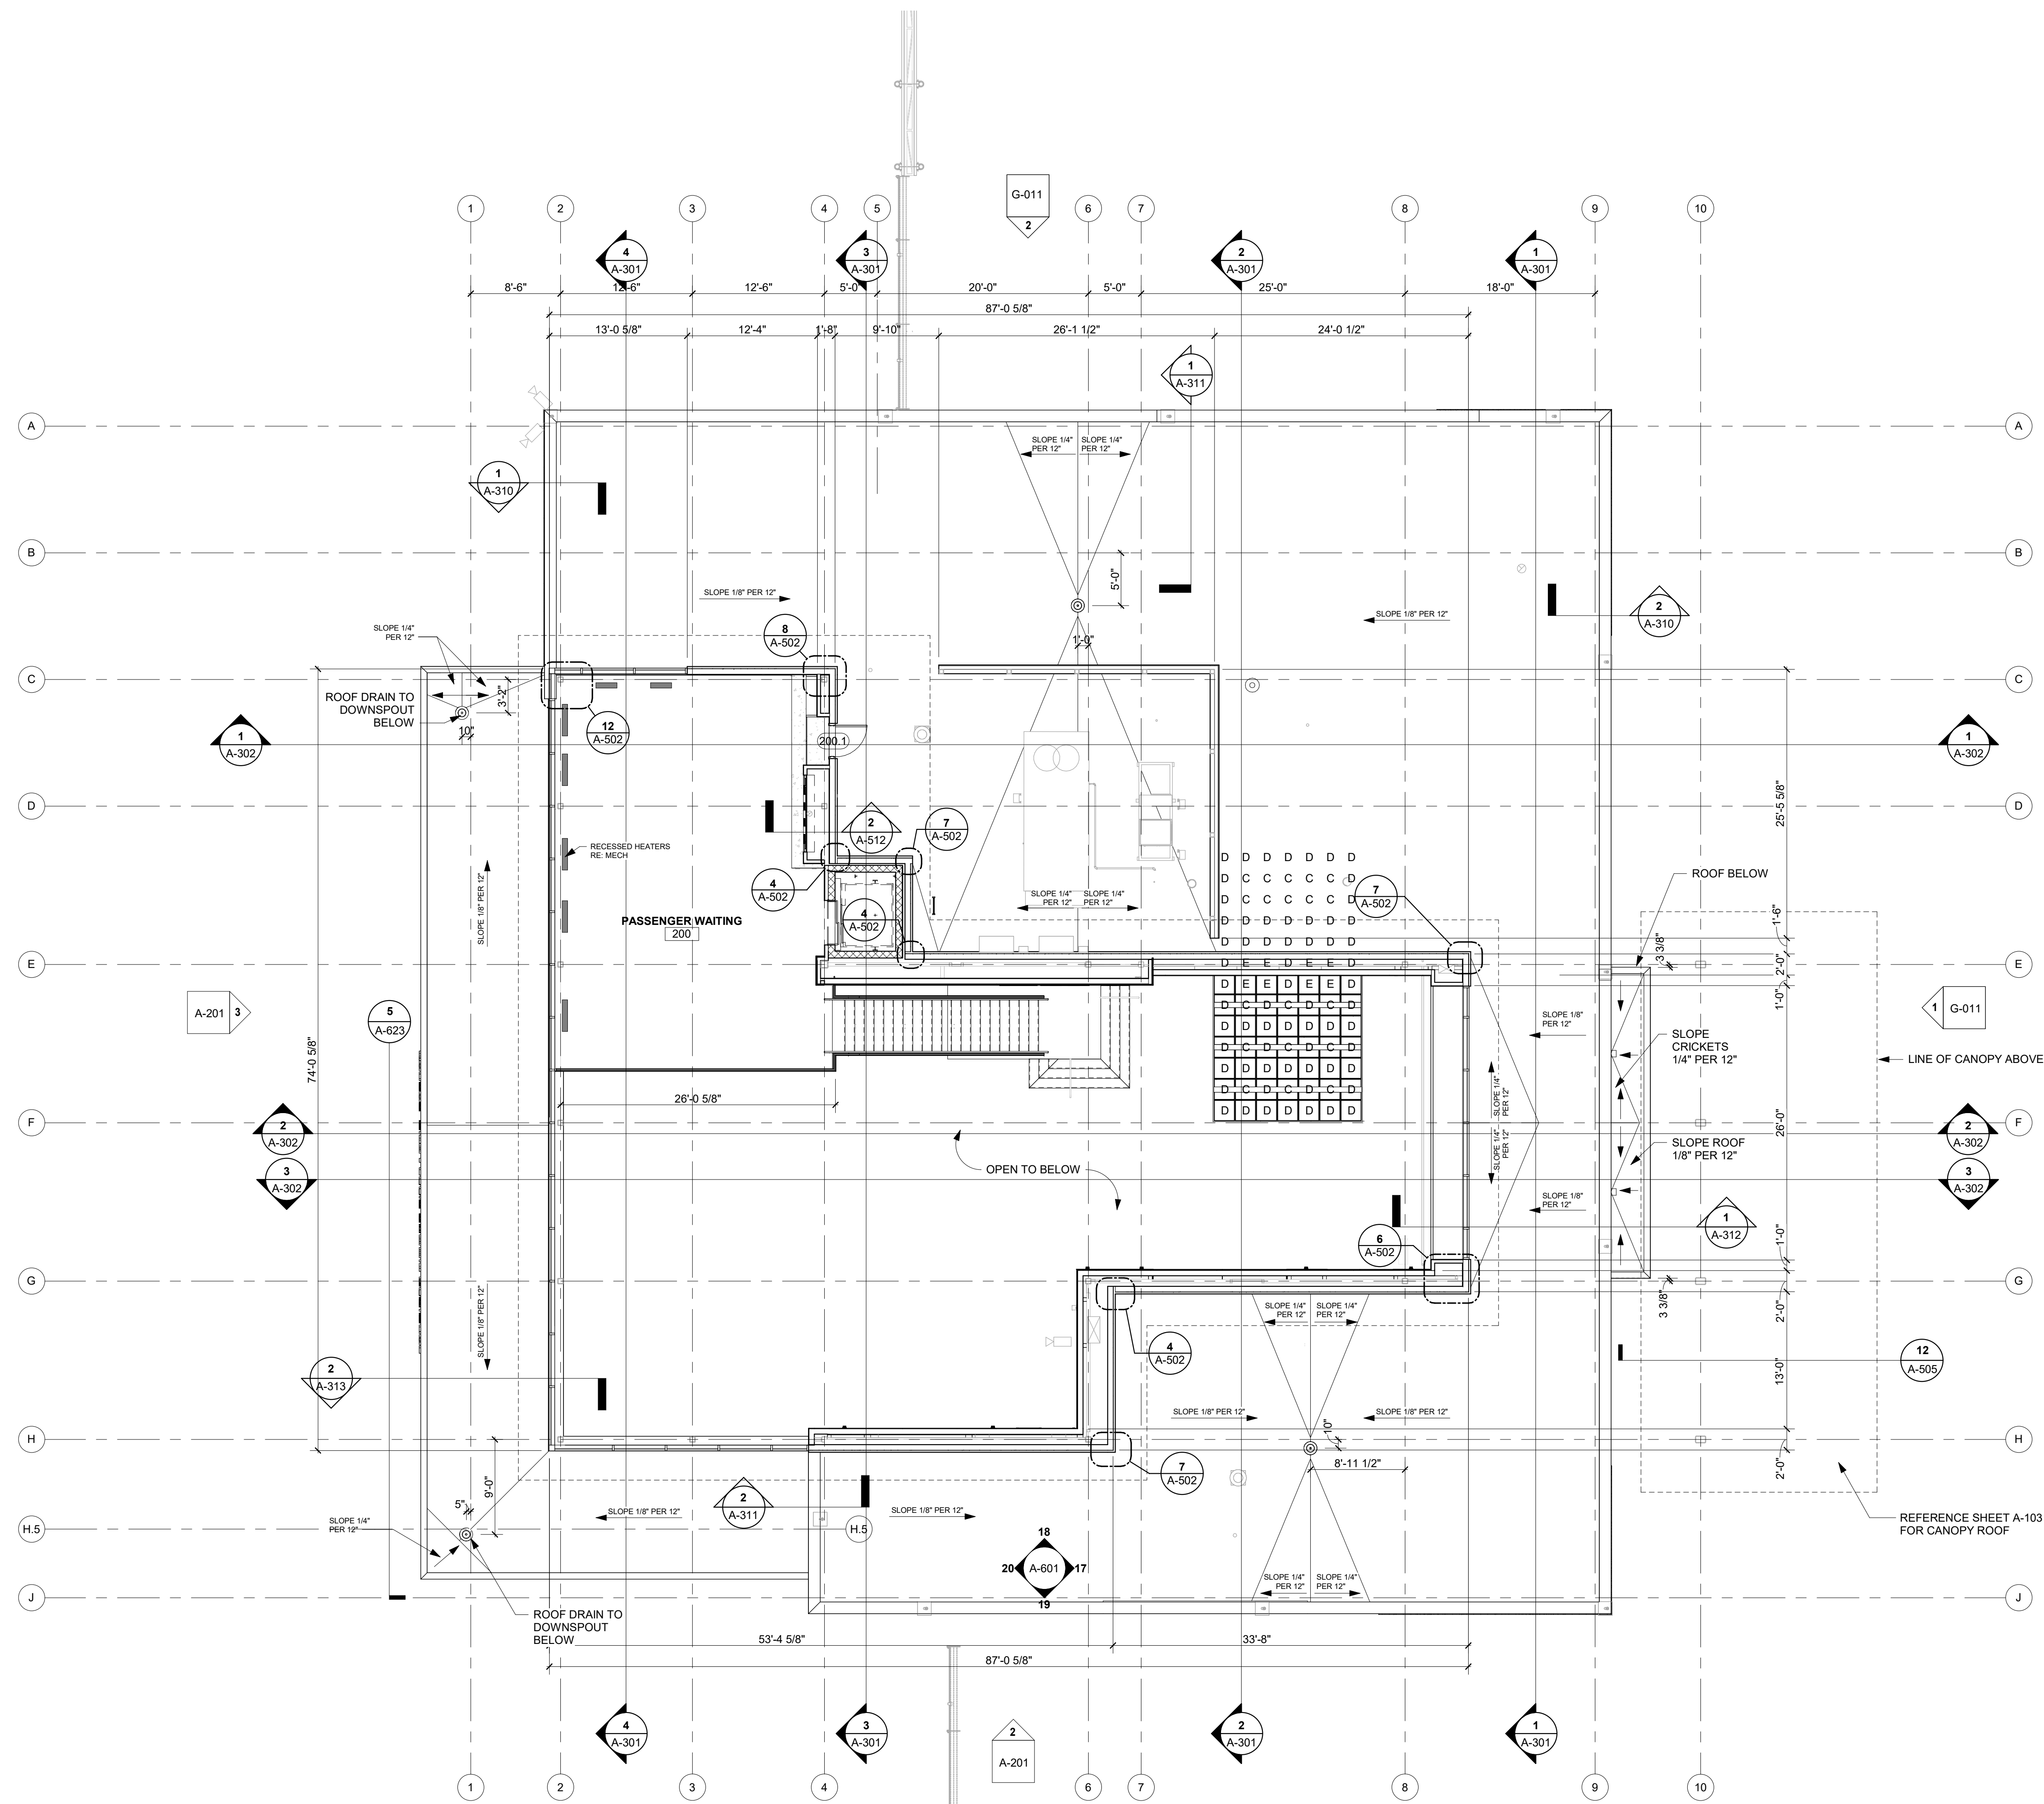 G-011
2
1
2
3
4
5
6
7
8
9
10
4
A-301
3
A-301
2
A-301
1
A-301
8'-6"
12'-6"
12'-6"
5'-0"
20'-0"
5'-0"
25'-0"
18'-0"
87'-0 5/8"
13'-0 5/8"
12'-4"
1'-8"
9'-10"
26'-1 1/2"
24'-0 1/2"
1
A-311
A
A
SLOPE 1/4"
PER 12"
SLOPE 1/4"
PER 12"
1
A-310
B
B
5'-0"
SLOPE 1/8" PER 12"
SLOPE 1/8" PER 12"
2
A-310
SLOPE 1/4"
PER 12"
8
A-502
1'-0"
C
C
ROOF DRAIN TO
DOWNSPOUT
BELOW
3'-2"
10"
12
A-502
200.1
1
A-302
1
A-302
D
D
25'-5 5/8"
2
A-512
7
A-502
RECESSED HEATERS
RE: MECH
D D D D D D D
D C C C C C D
D C C C C C D
D D D D D D D
D D D D D D D
D E E D E E D
D E E D E E D
D C D C D C D
D D D D D D D
D C D C D C D
D D D D D D D
D C D C D C D
D D D D D D D
4
A-502
4
A-502
SLOPE 1/4"
PER 12"
SLOPE 1/4"
PER 12"
7
A-502
ROOF BELOW
SLOPE 1/8" PER 12"
PASSENGER WAITING
200
1'-6"
3 3/8"
2'-0"
1'-0"
E
E
A-201
3
5
A-623
1
G-011
SLOPE 1/8"
PER 12"
SLOPE
CRICKETS
1/4" PER 12"
LINE OF CANOPY ABOVE
74'-0 5/8"
26'-0 5/8"
SLOPE 1/4"
PER 12"
F
F
26'-0"
2
A-302
2
A-302
SLOPE ROOF
1/8" PER 12"
SLOPE 1/4"
PER 12"
OPEN TO BELOW
3
A-302
3
A-302
SLOPE 1/8"
PER 12"
1
A-312
6
A-502
1'-0"
G
G
SLOPE 1/8" PER 12"
SLOPE 1/4"
PER 12"
SLOPE 1/4"
PER 12"
3 3/8"
2'-0"
4
A-502
12
A-505
13'-0"
2
A-313
SLOPE 1/8" PER 12"
SLOPE 1/8" PER 12"
H
H
10"
8'-11 1/2"
2'-0"
7
A-502
9'-0"
5"
2
A-311
SLOPE 1/8" PER 12"
SLOPE 1/8" PER 12"
SLOPE 1/4"
PER 12"
H.5
H.5
REFERENCE SHEET A-103
FOR CANOPY ROOF
18
20
A-601
17
19
SLOPE 1/4"
PER 12"
SLOPE 1/4"
PER 12"
J
J
ROOF DRAIN TO
DOWNSPOUT
BELOW
53'-4 5/8"
33'-8"
87'-0 5/8"
4
A-301
3
A-301
2
A-301
1
A-301
2
A-201
1
2
3
4
6
7
8
9
10